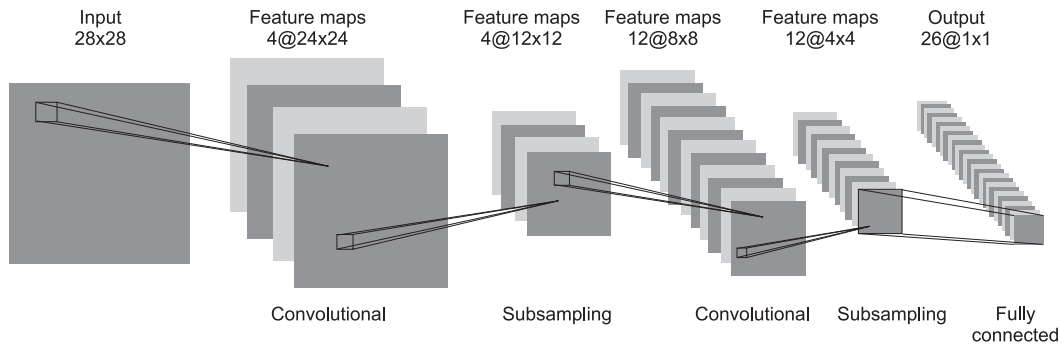 Input
28x28
Feature maps
4@24x24
Feature maps
4@12x12
Feature maps
12@8x8
Feature maps
12@4x4
Output
26@1x1
Convolutional
Subsampling
Convolutional
Subsampling
Fully
connected